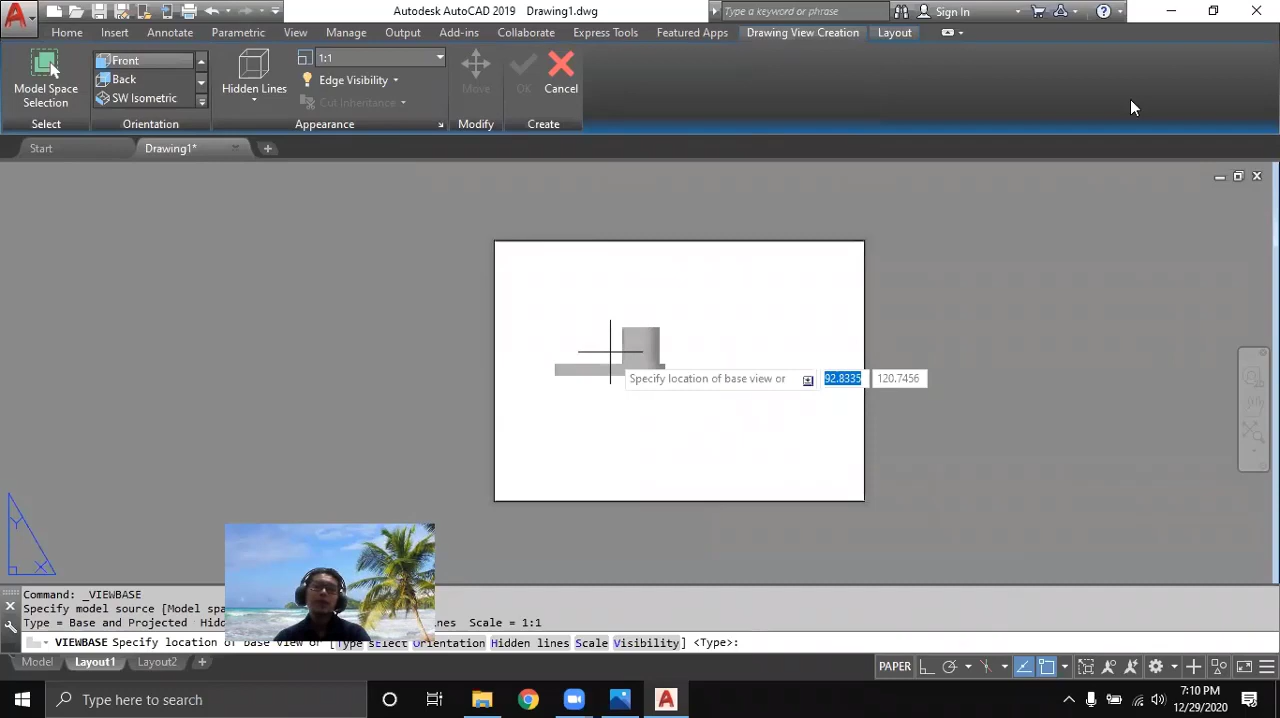 Autodesk AutoCAD 2019 Drawing1.dwg
Type a keyword or phrase
Sign In
Home Insert Annotate Parametric View Manage Output Add-ins Collaborate Express Tools Featured Apps Drawing View Creation Layout
Model Space Selection
Front
Back
SW Isometric
Hidden Lines
1:1
Edge Visibility
Cut Inheritance
Move
OK
Cancel
Select Orientation Appearance Modify Create
Start Drawing1*
Specify location of base view or 92.8335 120.7456
Y
X
Command: _VIEWBASE
Specify model source [Model spa
Type = Base and Projected Hid lines Scale = 1:1
VIEWBASE Specify location of base view or [Type sElect Orientation Hidden lines Scale Visibility] <Type>:
Model Layout1 Layout2
PAPER
Type here to search
7:10 PM
12/29/2020